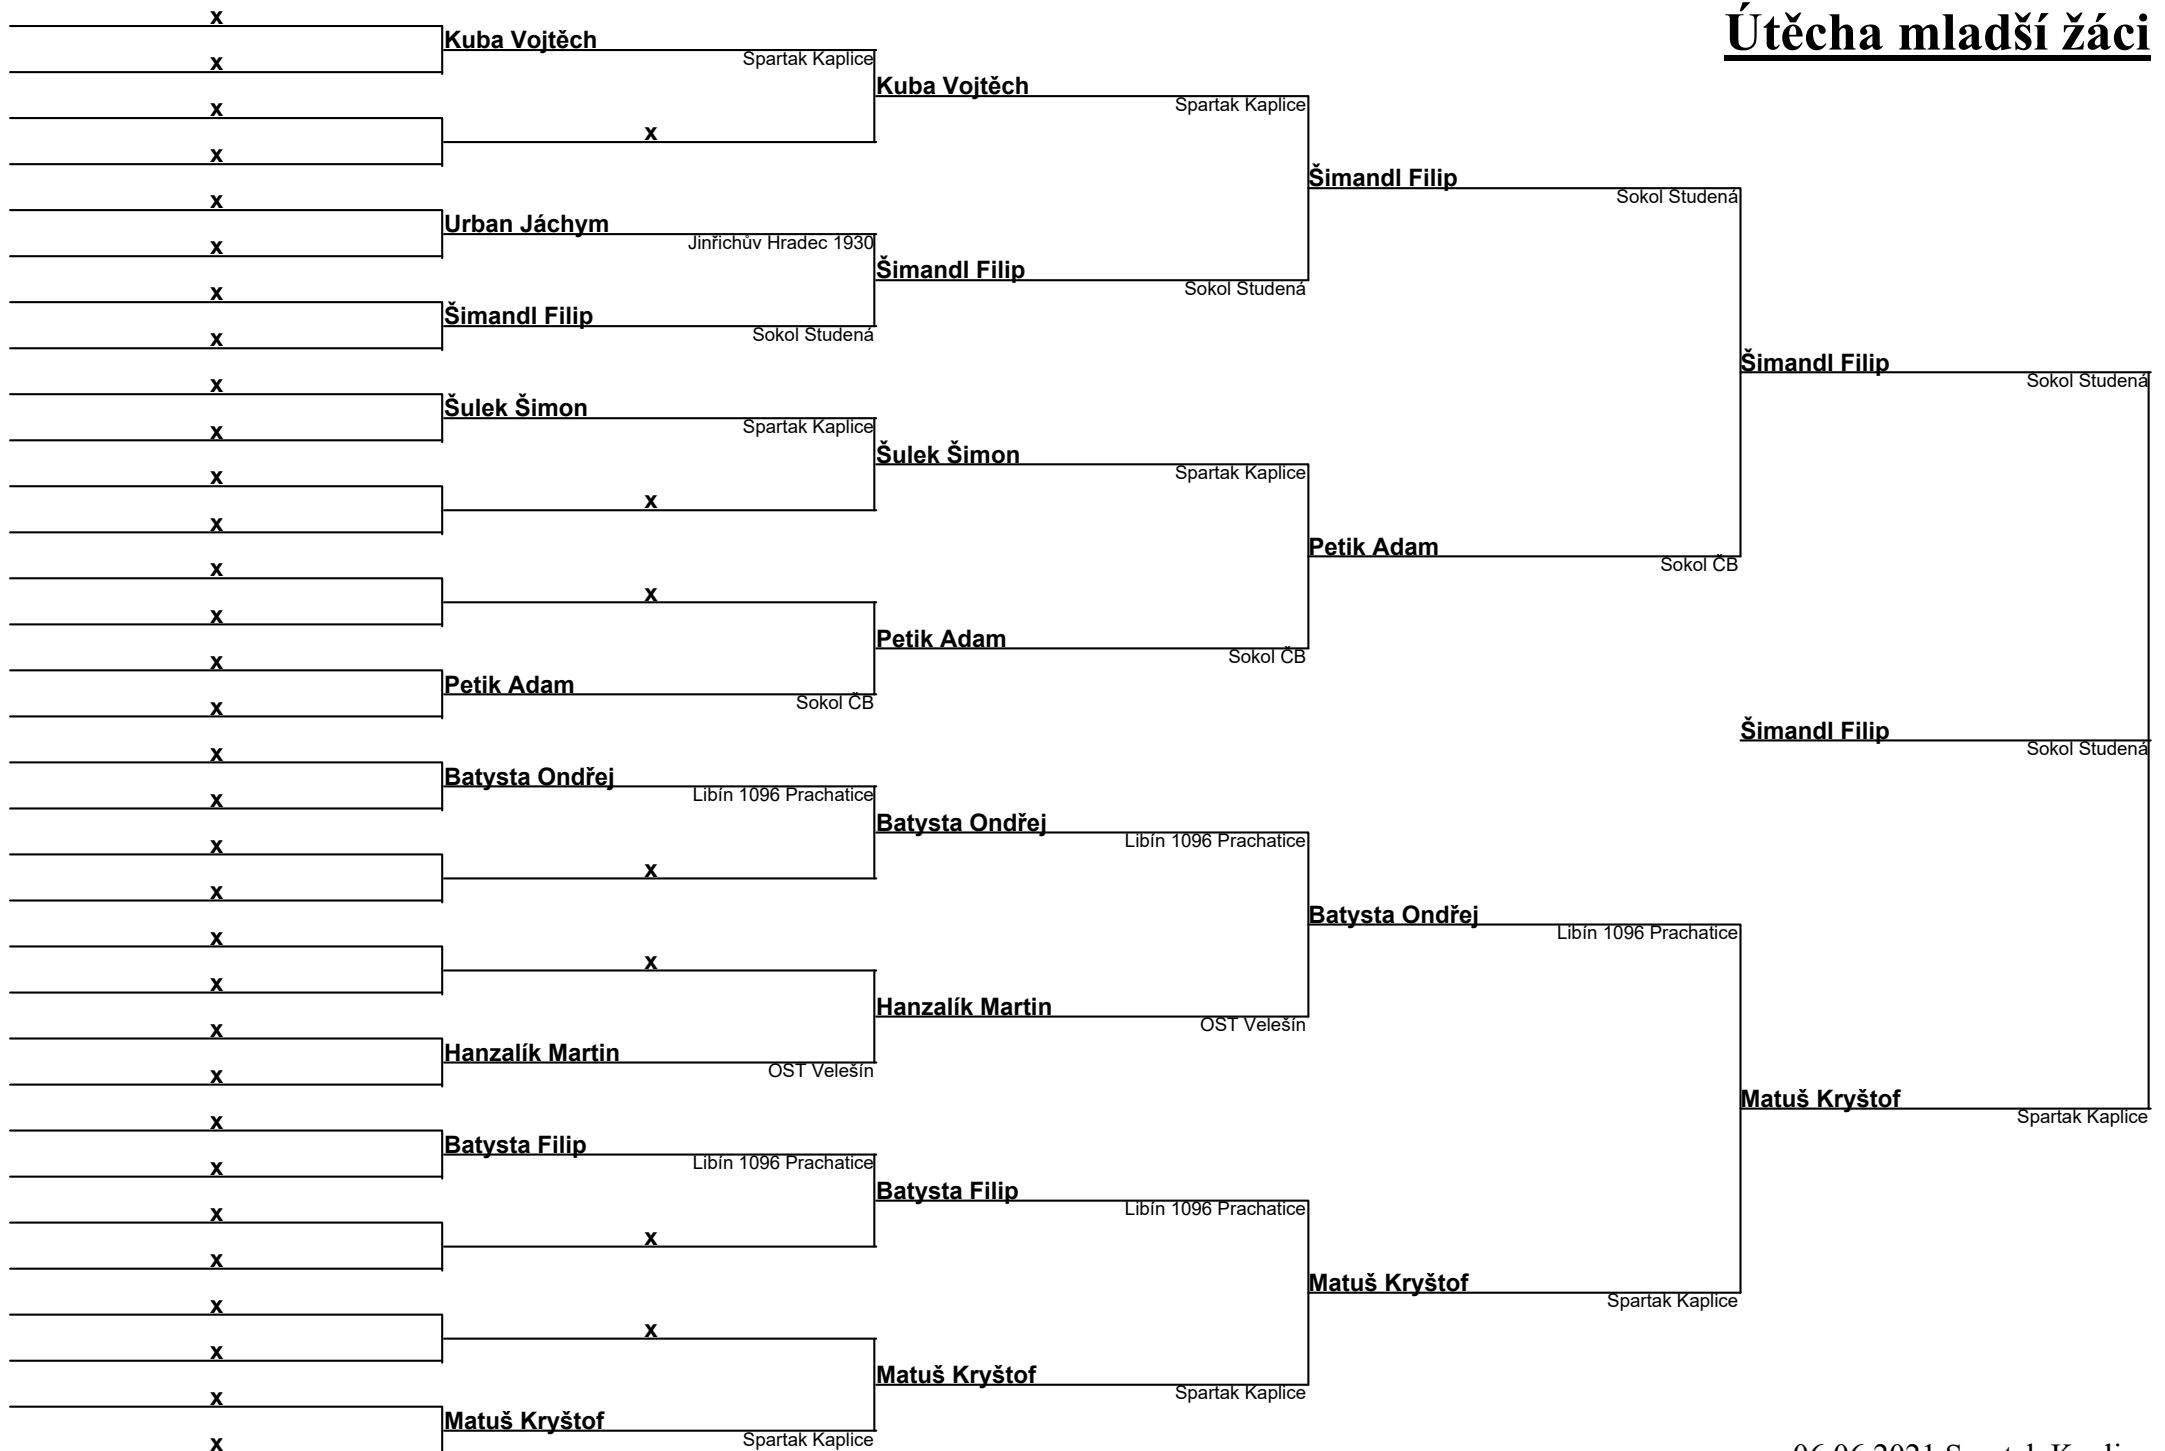 Útěcha mladší žáci
x
Kuba Vojtěch
Spartak Kaplice
x
Kuba Vojtěch
Spartak Kaplice
x
x
x
Šimandl Filip
Sokol Studená
x
Urban Jáchym
Jinřichův Hradec 1930
x
Šimandl Filip
Sokol Studená
x
Šimandl Filip
Sokol Studená
x
Šimandl Filip
Sokol Studená
x
Šulek Šimon
Spartak Kaplice
x
Šulek Šimon
Spartak Kaplice
x
x
x
Petik Adam
Sokol ČB
x
x
x
Petik Adam
Sokol ČB
x
Petik Adam
Sokol ČB
x
Šimandl Filip
Sokol Studená
x
Batysta Ondřej
Libín 1096 Prachatice
x
Batysta Ondřej
Libín 1096 Prachatice
x
x
x
Batysta Ondřej
Libín 1096 Prachatice
x
x
x
Hanzalík Martin
OST Velešín
x
Hanzalík Martin
OST Velešín
x
Matuš Kryštof
Spartak Kaplice
x
Batysta Filip
Libín 1096 Prachatice
x
Batysta Filip
Libín 1096 Prachatice
x
x
x
Matuš Kryštof
Spartak Kaplice
x
x
x
Matuš Kryštof
Spartak Kaplice
x
Matuš Kryštof
Spartak Kaplice
x
06.06.2021 Spartak Kaplice